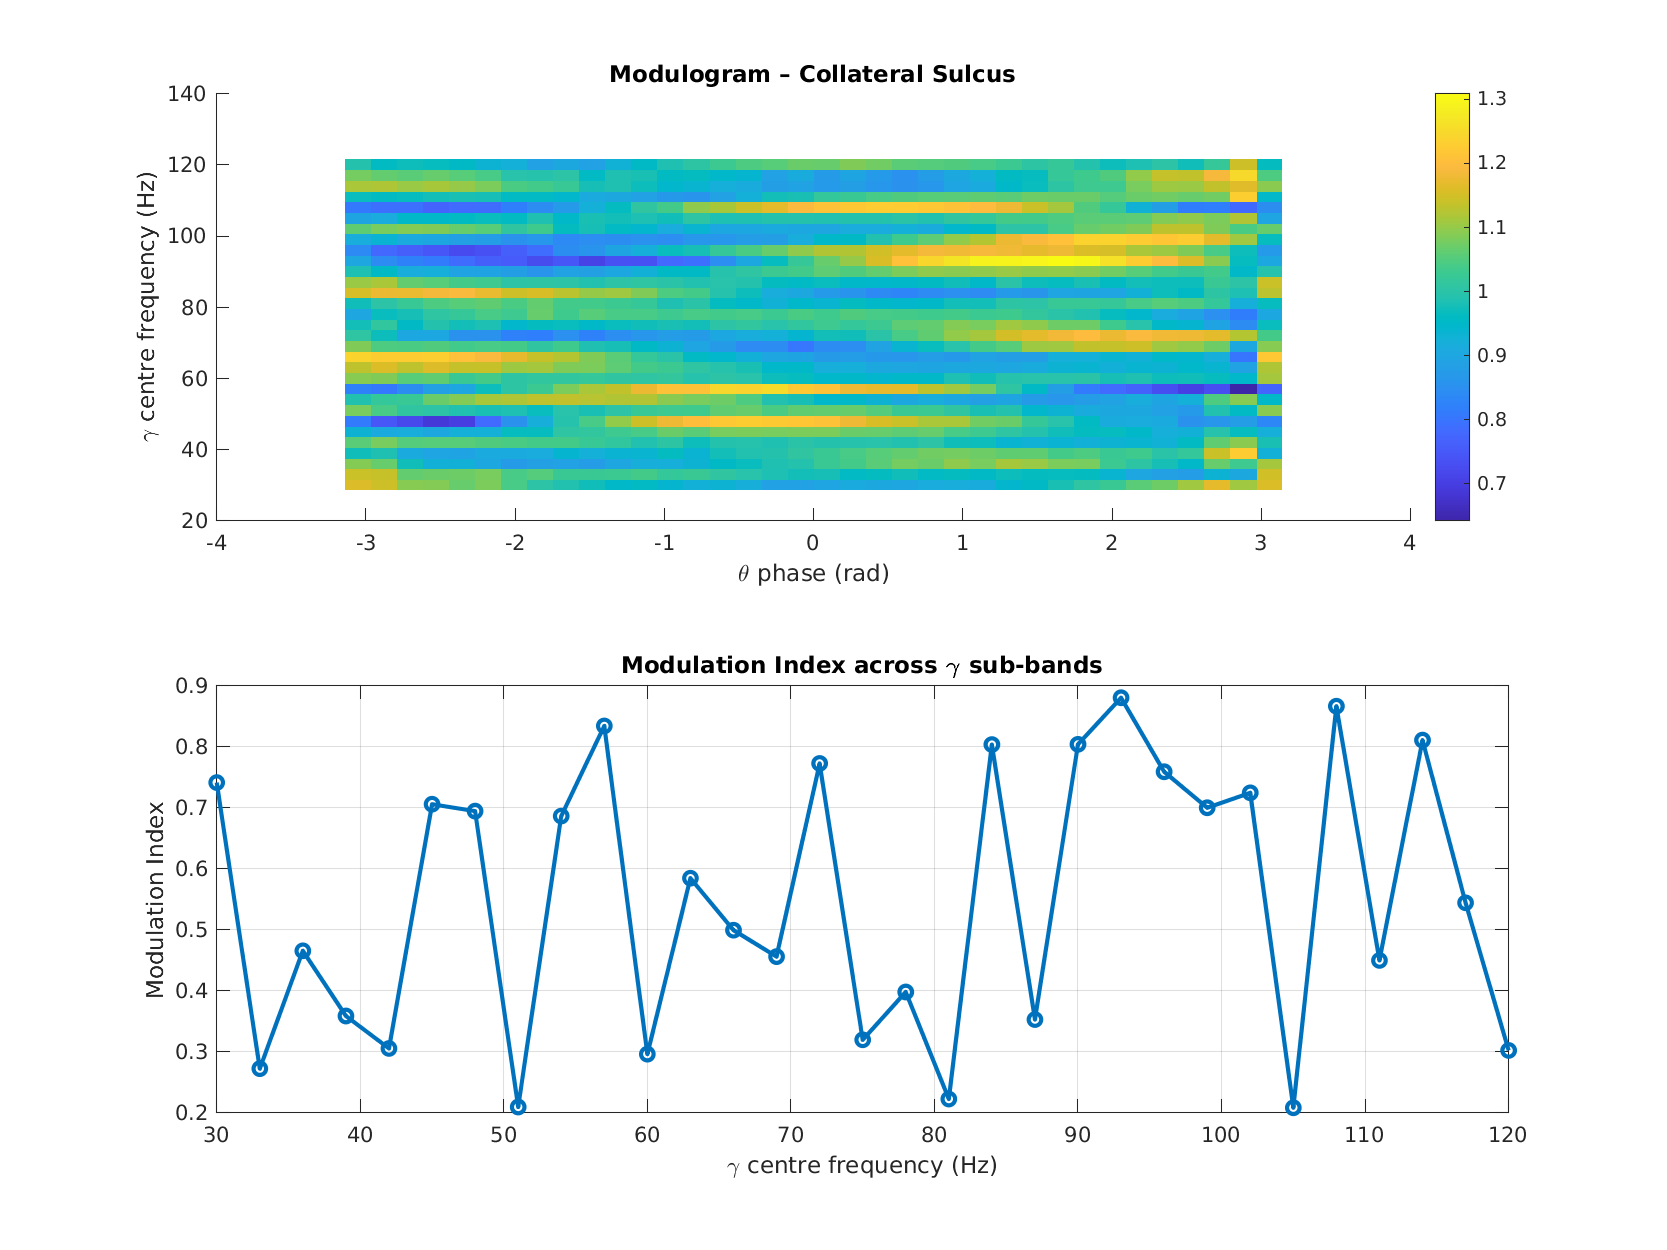 Modulogram – Collateral Sulcus
140
120
100
80
60
40
20
γ centre frequency (Hz)
-4 -3 -2 -1 0 1 2 3 4
θ phase (rad)
1.3
1.2
1.1
1
0.9
0.8
0.7
Modulation Index across γ sub-bands
0.9
0.8
0.7
0.6
0.5
0.4
0.3
0.2
Modulation Index
30 40 50 60 70 80 90 100 110 120
γ centre frequency (Hz)